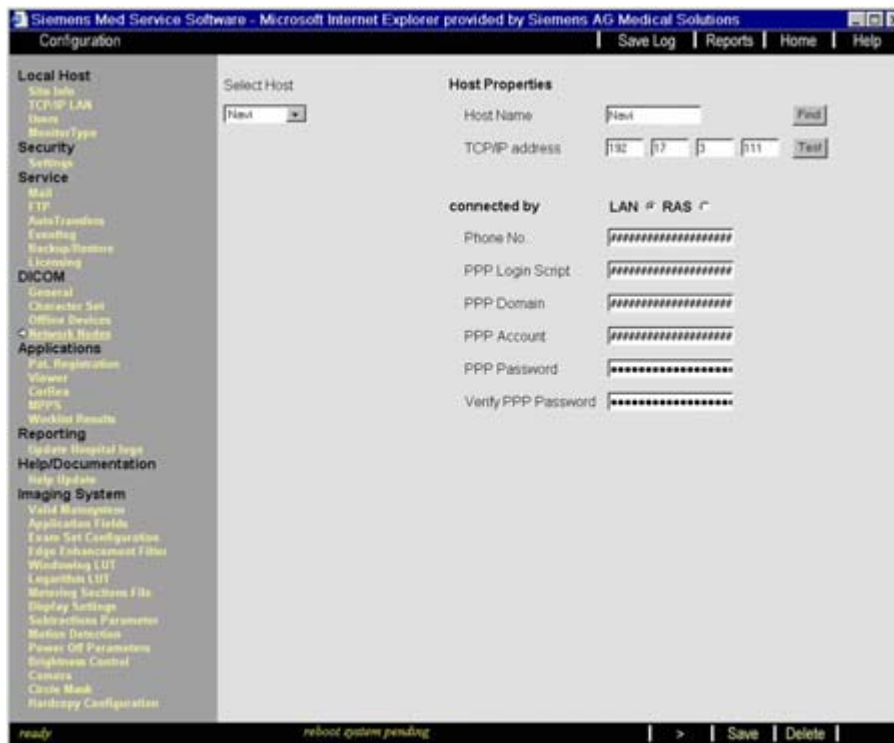 Siemens Med Service Software - Microsoft Internet Explorer provided by Siemens AG Medical Solutions
Configuration
Save Log
Reports
Home
Help
Local Host
Site Info
TCP/IP LAN
Users
MonitorType
Security
Settings
Service
Mail
FTP
AutoTransfers
Eventlog
Backup/Restore
Licensing
DICOM
General
Character Set
Offline Devices
Network Nodes
Applications
Pat. Registration
Viewer
CorRea
MPPS
Worklist Results
Reporting
Update Hospital logo
Help/Documentation
Help Update
Imaging System
Application Fields
Exam Set Configuration
Edge Enhancement Filter
Windowing LUT
Logarithm LUT
Metering Sections File
Display Settings
Subtractions Parameter
Motion Detection
Power Off Parameters
Brightness Control
Camera
Circle Mask
Hardcopy Configuration
Select Host
Navi
Host Properties
Host Name
Navi
Find
TCP/IP address
192
17
3
111
Test
connected by
LAN
RAS
Phone No.
####################
PPP Login Script
####################
PPP Domain
####################
PPP Account
####################
PPP Password
Verify PPP Password
ready
reboot system pending
>
Save
Delete